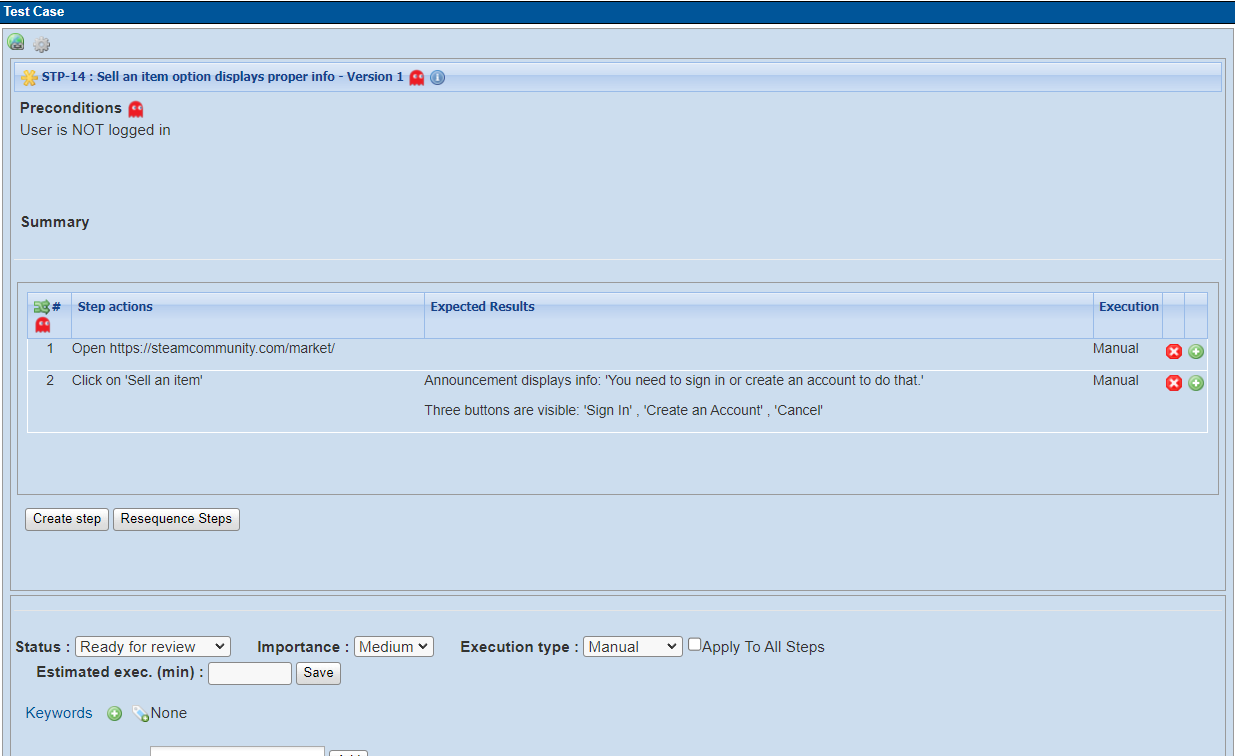 Test Case
STP-14 : Sell an item option displays proper info - Version 1
Preconditions
User is NOT logged in
Summary
# Step actions Expected Results Execution
1 Open https://steamcommunity.com/market/ Manual
2 Click on 'Sell an item' Announcement displays info: 'You need to sign in or create an account to do that.' Manual
Three buttons are visible: 'Sign In' , 'Create an Account' , 'Cancel'
Create step Resequence Steps
Status : Ready for review Importance : Medium Execution type : Manual Apply To All Steps
Estimated exec. (min) : Save
Keywords None